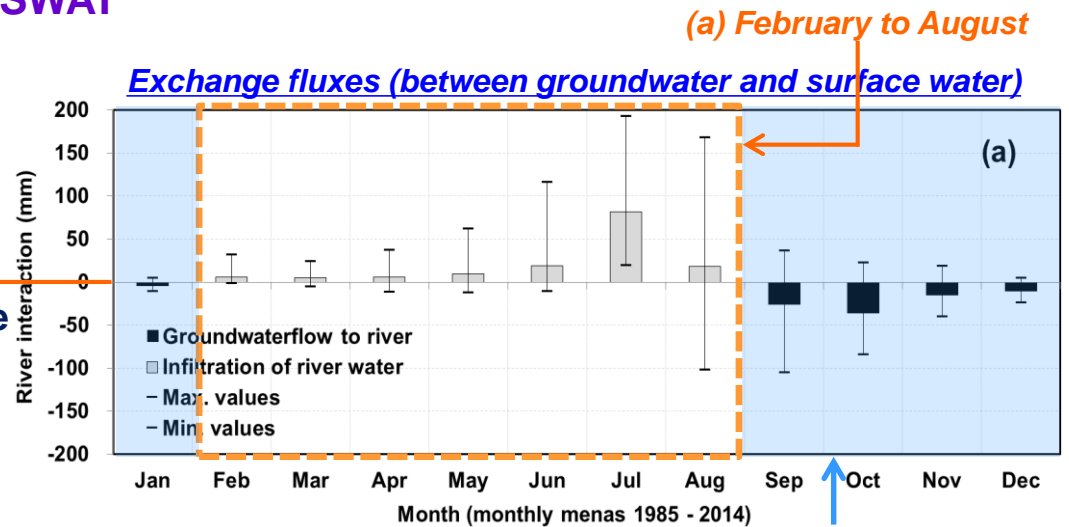 SWAT
(a) February to August
Exchange fluxes (between groundwater and surface water)
200
150
100
50
0
-50
-100
-150
-200
River interaction (mm)
e
(a)
Groundwaterflow to river
Infiltration of river water
Max. values
Min. values
Jan Feb Mar Apr May Jun Jul Aug Sep Oct Nov Dec
Month (monthly menas 1985 - 2014)